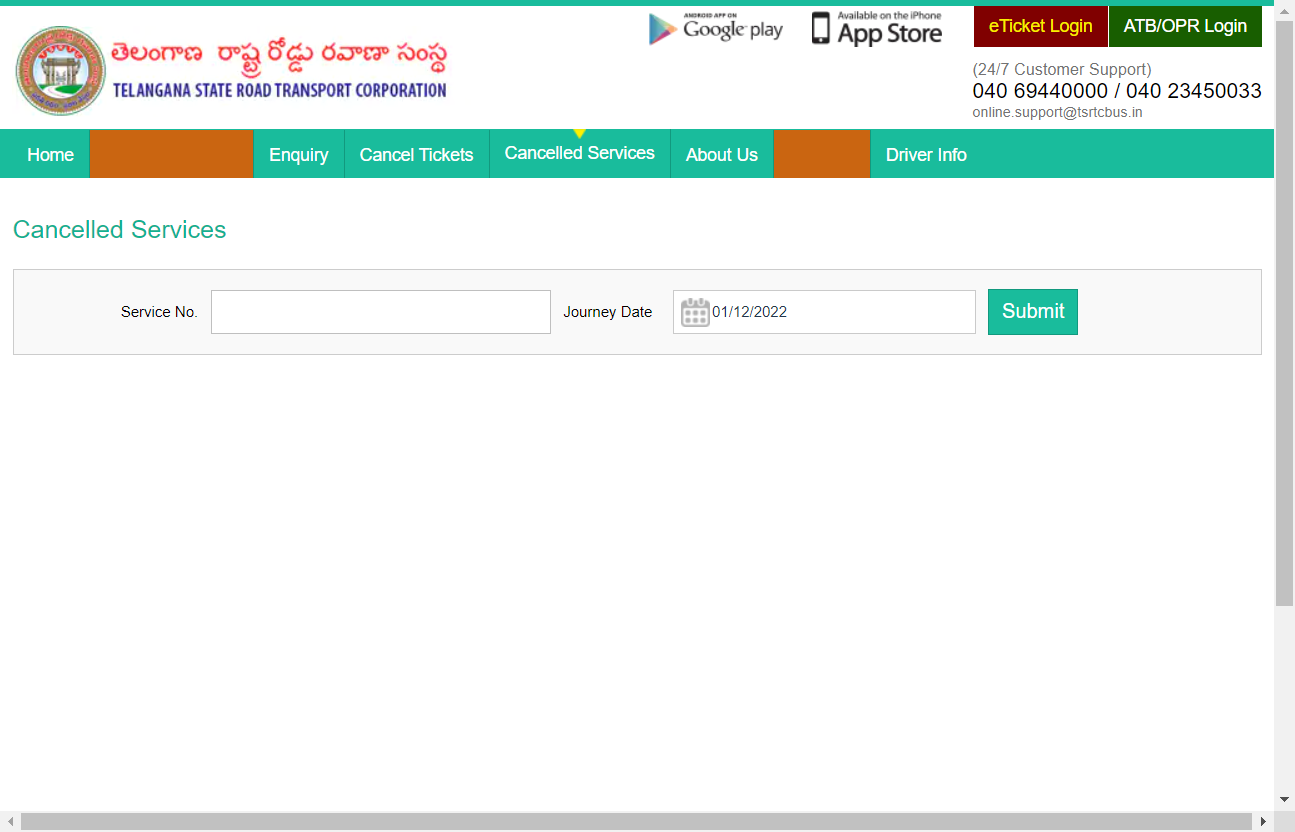 తెలంగాణ రాష్ట్ర రోడ్డు రవాణా సంస్థ
TELANGANA STATE ROAD TRANSPORT CORPORATION
ANDROID APP ON
Google play
Available on the iPhone
App Store
eTicket Login
ATB/OPR Login
(24/7 Customer Support)
040 69440000 / 040 23450033
online.support@tsrtcbus.in
Home
Enquiry
Cancel Tickets
Cancelled Services
About Us
Driver Info
Cancelled Services
Service No.
Journey Date
01/12/2022
Submit